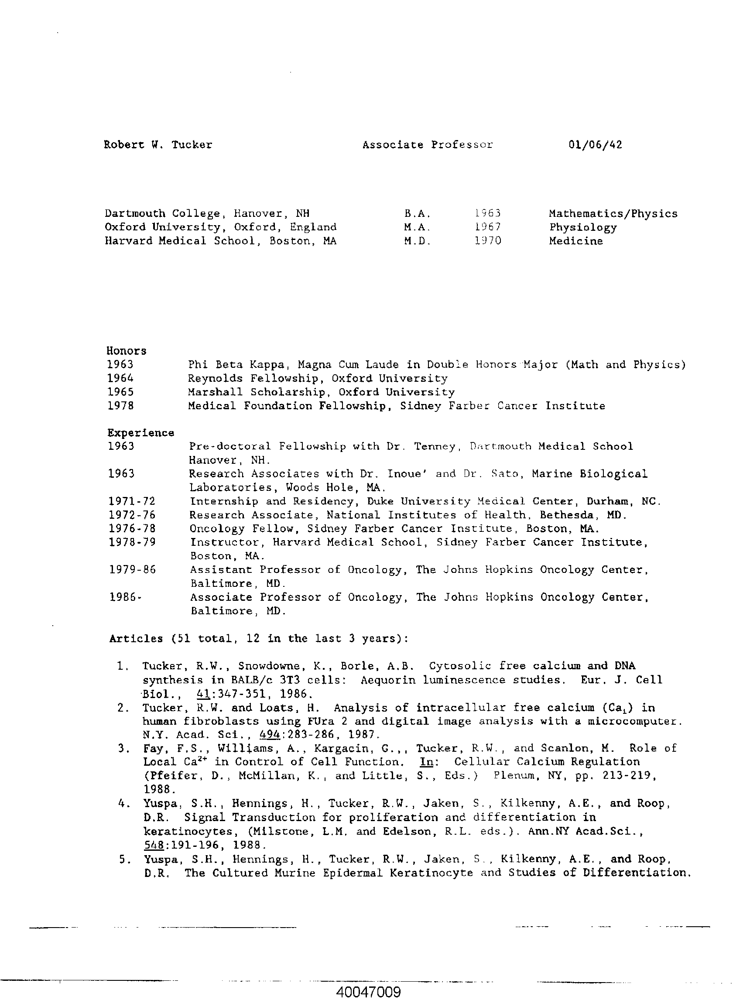 Robert W. Tucker Associate Professor 01/06/42
Dartmouth College, Hanover, NH B.A. 1963 Mathematics/Physics
Oxford University, Oxford, England M.A. 1967 Physiology
Harvard Medical School, Boston, MA M.D. 1970 Medicine
Honors
1963 Phi Beta Kappa, Magna Cum Laude in Double Honors Major (Math and Physics)
1964 Reynolds Fellowship, Oxford University
1965 Marshall Scholarship, Oxford University
1978 Medical Foundation Fellowship, Sidney Farber Cancer Institute
Experience
1963 Pre-doctoral Fellowship with Dr. Tenney, Dartmouth Medical School
Hanover, NH.
1963 Research Associates with Dr. Inoue' and Dr. Sato, Marine Biological
Laboratories, Woods Hole, MA.
1971-72 Internship and Residency, Duke University Medical Center, Durham, NC.
1972-76 Research Associate, National Institutes of Health, Bethesda, MD.
1976-78 Oncology Fellow, Sidney Farber Cancer Institute, Boston, MA.
1978-79 Instructor, Harvard Medical School, Sidney Farber Cancer Institute,
Boston, MA.
1979-86 Assistant Professor of Oncology, The Johns Hopkins Oncology Center,
Baltimore, MD.
1986- Associate Professor of Oncology, The Johns Hopkins Oncology Center,
Baltimore, MD.
Articles (51 total, 12 in the last 3 years):
1. Tucker, R.W., Snowdowne, K., Borle, A.B. Cytosolic free calcium and DNA
synthesis in BALB/c 3T3 cells: Aequorin luminescence studies. Eur. J. Cell
Biol., 41:347-351, 1986.
2. Tucker, R.W. and Loats, H. Analysis of intracellular free calcium (Caᵢ) in
human fibroblasts using FUra 2 and digital image analysis with a microcomputer.
N.Y. Acad. Sci., 494:283-286, 1987.
3. Fay, F.S., Williams, A., Kargacin, G.,, Tucker, R.W., and Scanlon, M. Role of
Local Ca²⁺ in Control of Cell Function. In: Cellular Calcium Regulation
(Pfeifer, D., McMillan, K., and Little, S., Eds.) Plenum, NY, pp. 213-219,
1988.
4. Yuspa, S.H., Hennings, H., Tucker, R.W., Jaken, S., Kilkenny, A.E., and Roop,
D.R. Signal Transduction for proliferation and differentiation in
keratinocytes, (Milstone, L.M. and Edelson, R.L. eds.). Ann.NY Acad.Sci.,
548:191-196, 1988.
5. Yuspa, S.H., Hennings, H., Tucker, R.W., Jaken, S., Kilkenny, A.E., and Roop,
D.R. The Cultured Murine Epidermal Keratinocyte and Studies of Differentiation.
40047009